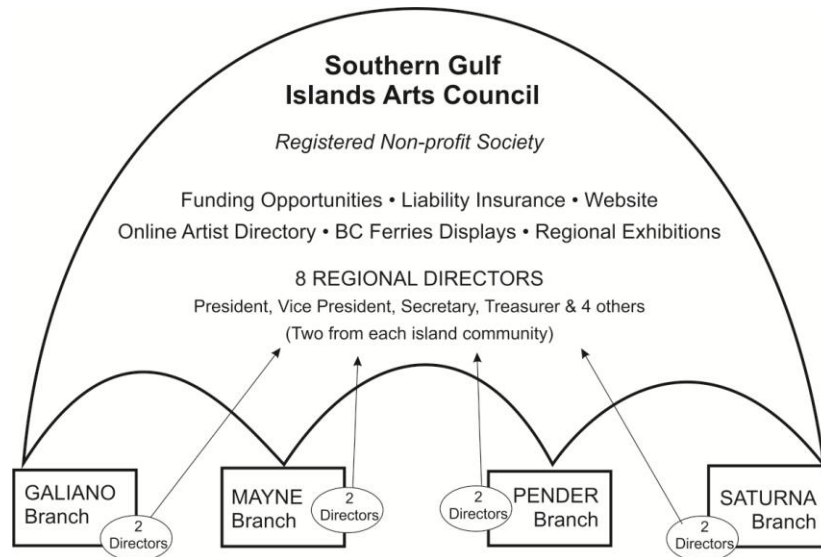 Southern Gulf
Islands Arts Council
Registered Non-profit Society
Funding Opportunities • Liability Insurance • Website
Online Artist Directory • BC Ferries Displays • Regional Exhibitions
8 REGIONAL DIRECTORS
President, Vice President, Secretary, Treasurer & 4 others
(Two from each island community)
GALIANO
Branch
2
Directors
MAYNE
Branch
2
Directors
2
Directors
PENDER
Branch
SATURNA
Branch
2
Directors